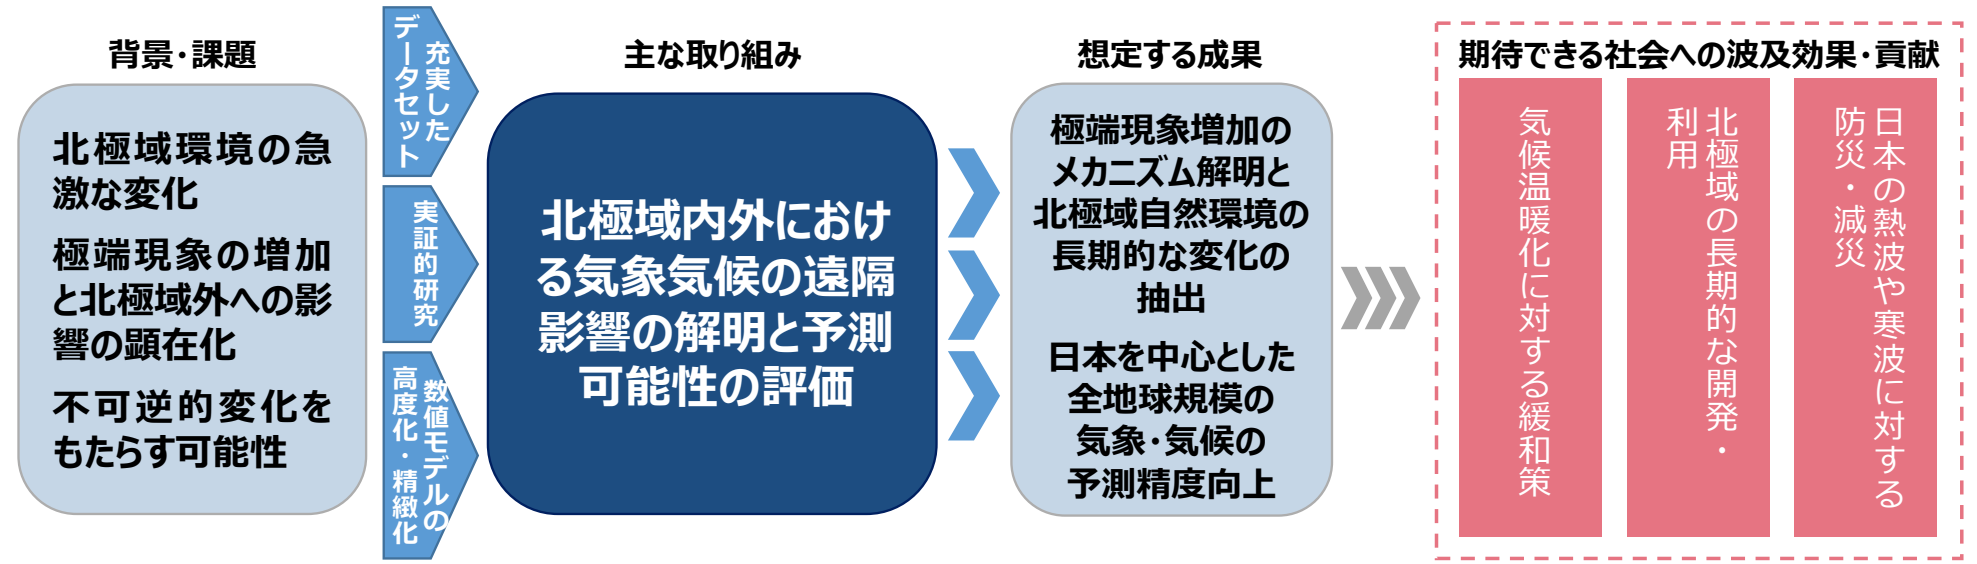 背景・課題
北極域環境の急
激な変化
極端現象の増加
と北極域外への影
響の顕在化
不可逆的変化を
もたらす可能性
充実した
データセット
実証的研究
数値モデルの
高度化・精緻化
主な取り組み
北極域内外におけ
る気象気候の遠隔
影響の解明と予測
可能性の評価
想定する成果
極端現象増加の
メカニズム解明と
北極域自然環境の
長期的な変化の
抽出
日本を中心とした
全地球規模の
気象・気候の
予測精度向上
期待できる社会への波及効果・貢献
気候温暖化に対する緩和策
北極域の長期的な開発・
利用
日本の熱波や寒波に対する
防災・減災